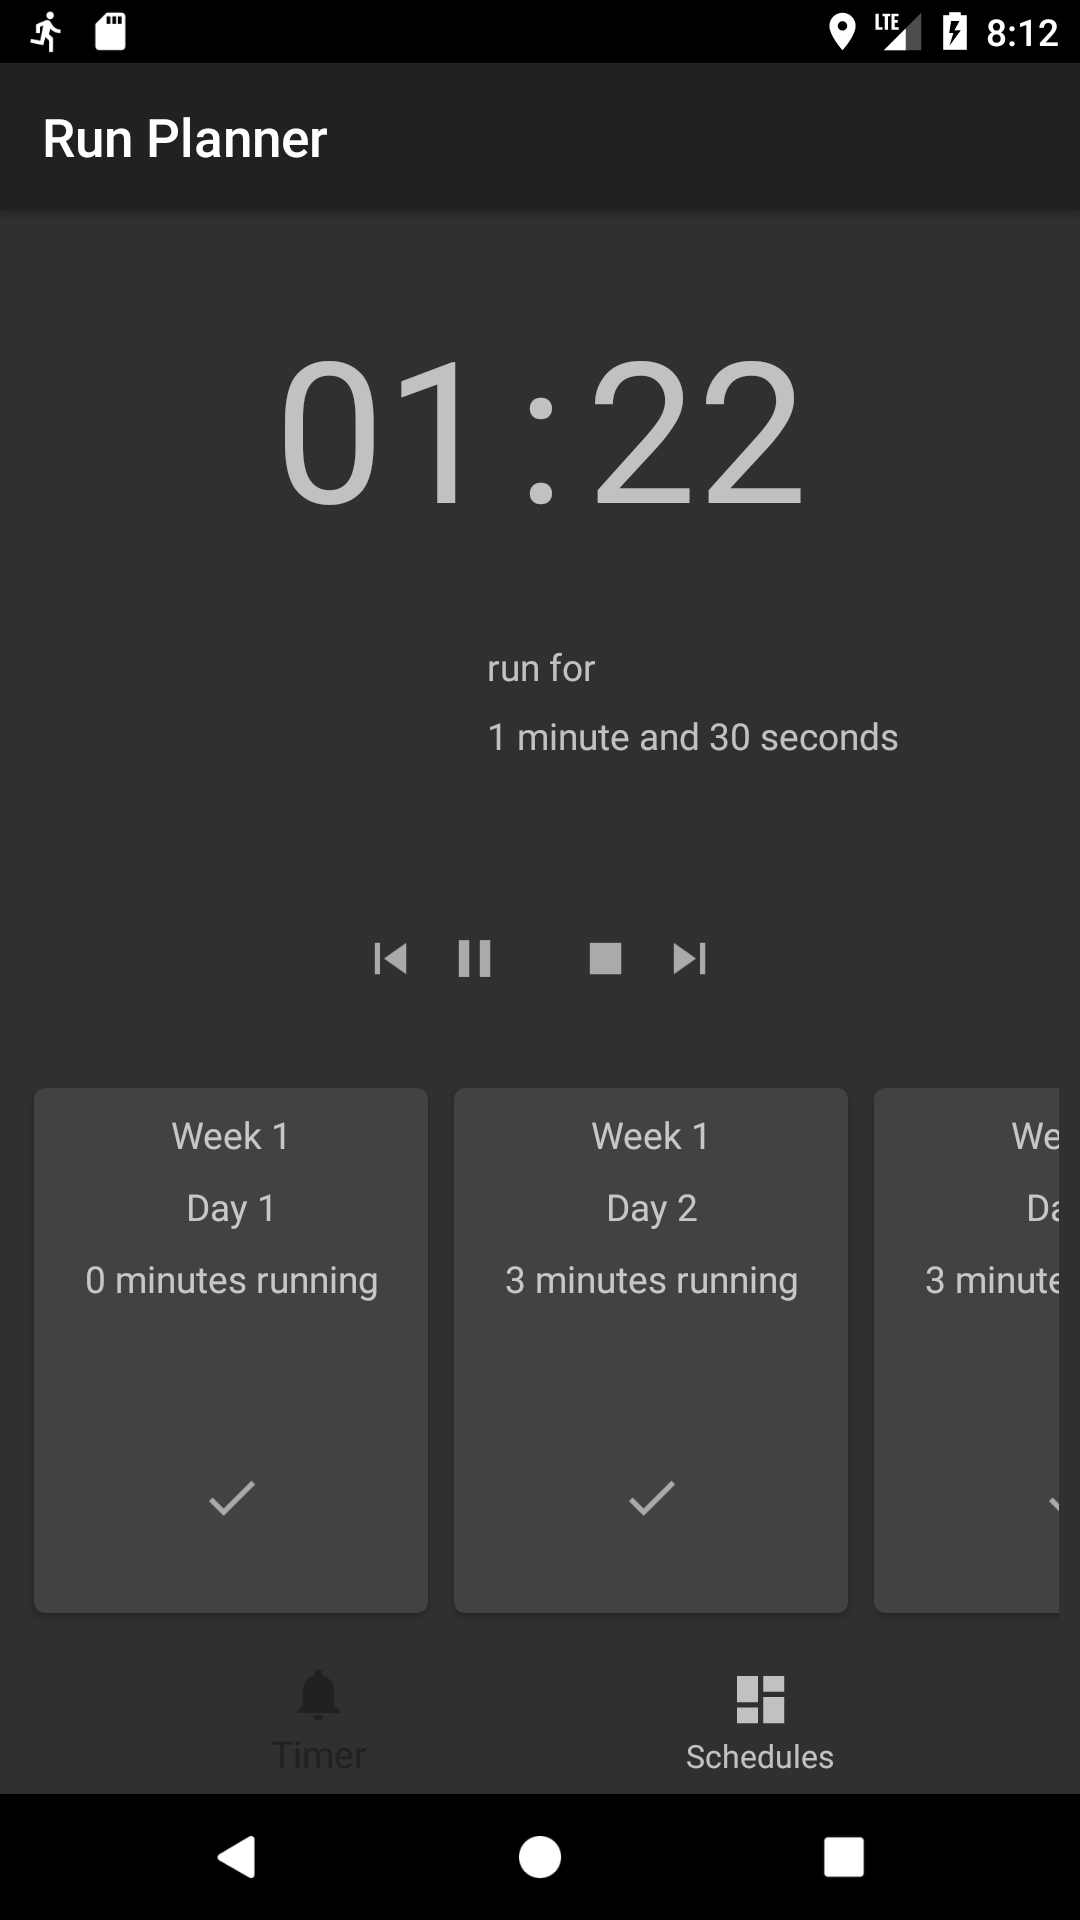 LTE 8:12
Run Planner
01:22
run for
1 minute and 30 seconds
Week 1
Day 1
0 minutes running
Week 1
Day 2
3 minutes running
We
Da
3 minute
Timer
Schedules